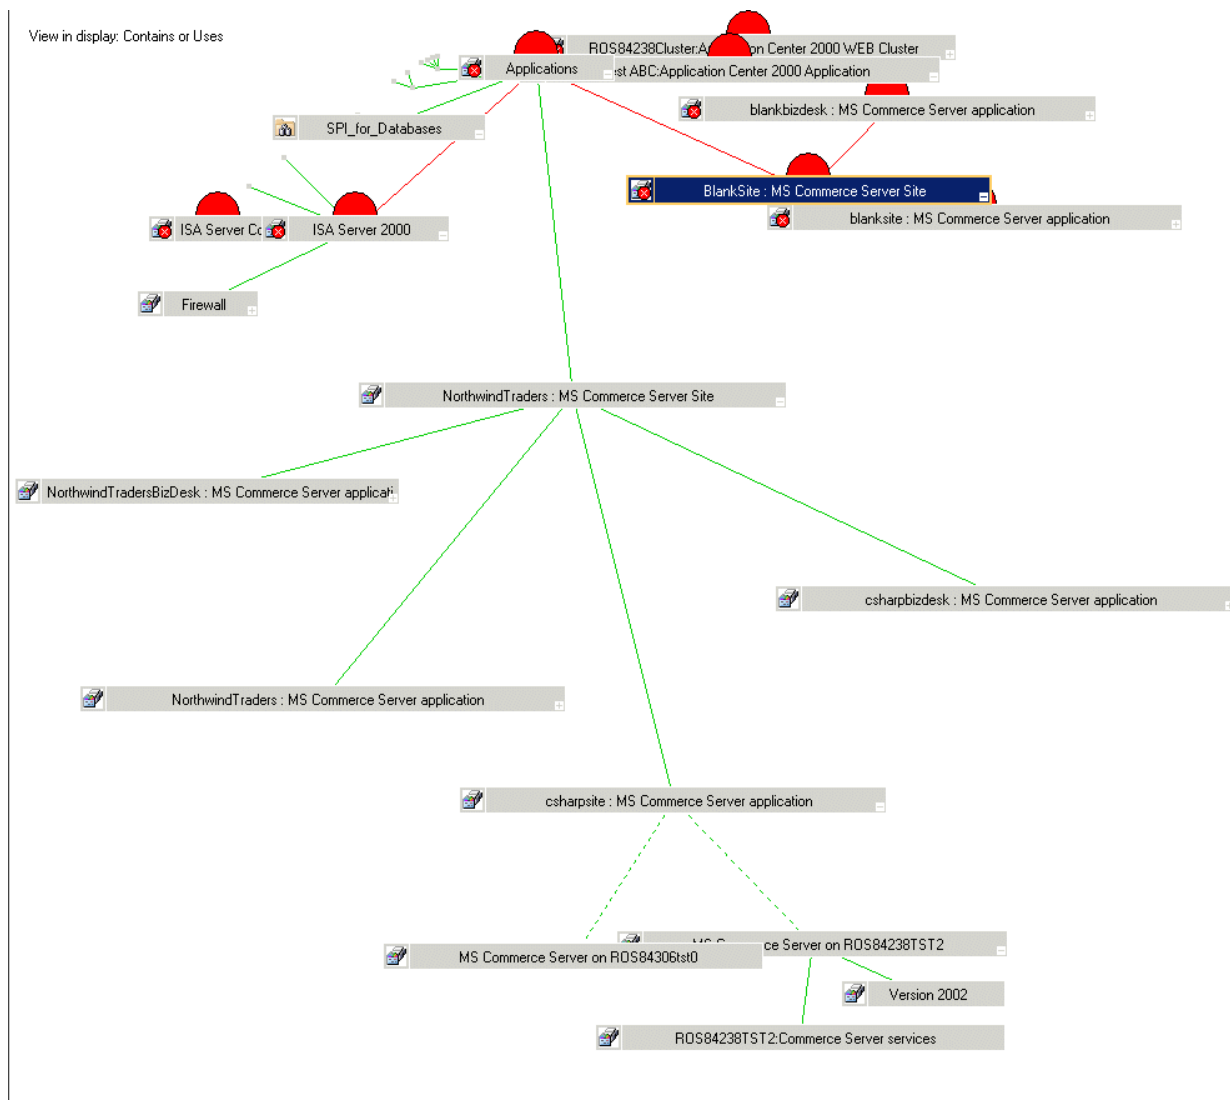 View in display: Contains or Uses
ROS84238Cluster:Ap on Center 2000 WEB Cluster
Applications
est ABC:Application Center 2000 Application
blankbizdesk : MS Commerce Server application
SPI_for_Databases
BlankSite : MS Commerce Server Site
blanksite : MS Commerce Server application
ISA Server Co
ISA Server 2000
Firewall
NorthwindTraders : MS Commerce Server Site
NorthwindTradersBizDesk : MS Commerce Server applicati
csharpbizdesk : MS Commerce Server application
NorthwindTraders : MS Commerce Server application
csharpsite : MS Commerce Server application
MS Commerce Server on ROS84238TST2
MS Commerce Server on ROS84306tst0
Version 2002
ROS84238TST2:Commerce Server services